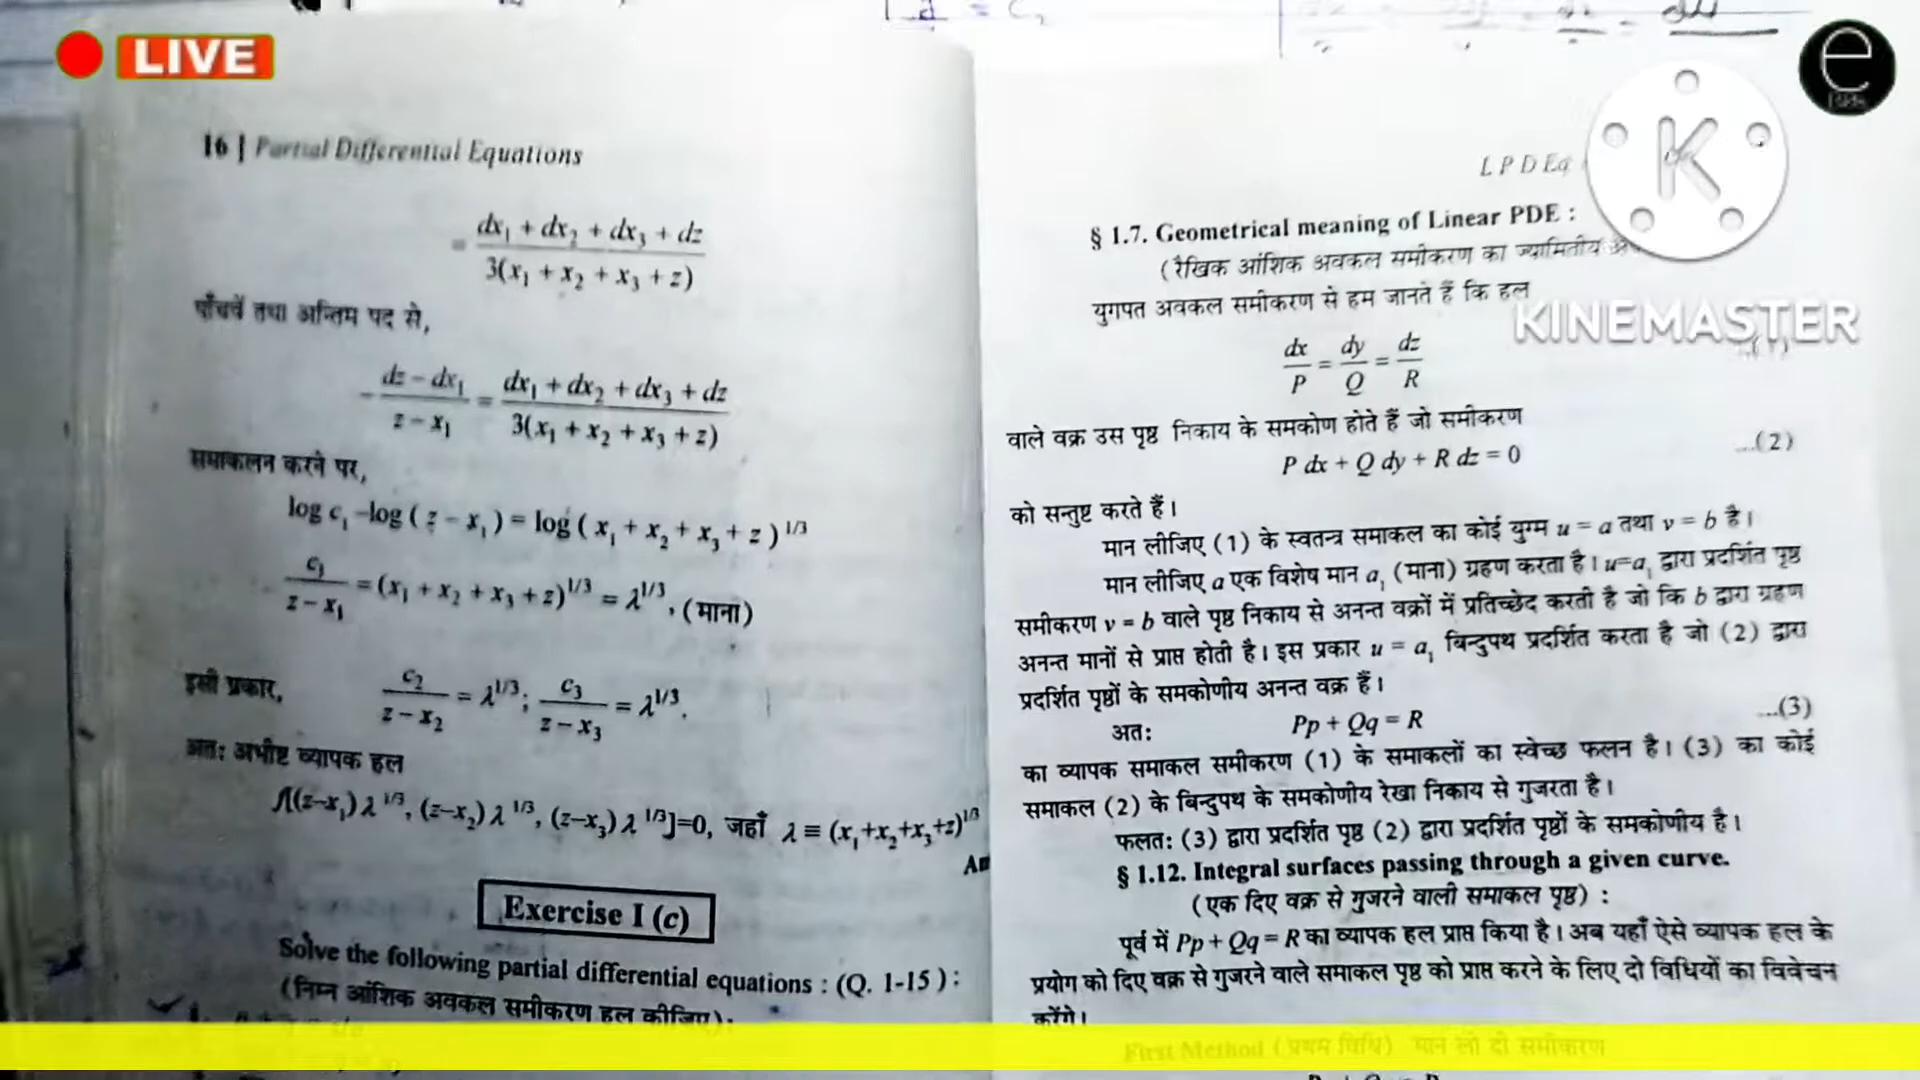 LIVE
e
KINEMASTER
16 | Partial Differential Equations
= dx₁ + dx₂ + dx₃ + dz / 3(x₁ + x₂ + x₃ + z)
पाँचवें तथा अन्तिम पद से,
- dz – dx₁ / z – x₁ = dx₁ + dx₂ + dx₃ + dz / 3(x₁ + x₂ + x₃ + z)
समाकलन करने पर,
log c₁ –log ( z – x₁ ) = log ( x₁ + x₂ + x₃ + z )^1/3
c₁ / z – x₁ = (x₁ + x₂ + x₃ + z)^1/3 = λ^1/3, (माना)
इसी प्रकार, c₂ / z – x₂ = λ^1/3; c₃ / z – x₃ = λ^1/3.
अत: अभीष्ट व्यापक हल
f[(z–x₁) λ^1/3, (z–x₂) λ^1/3, (z–x₃) λ^1/3]=0, जहाँ λ ≡ (x₁+x₂+x₃+z)^1/3
Exercise I (c)
Solve the following partial differential equations : (Q. 1-15 ) :
(निम्न आंशिक अवकल समीकरण हल कीजिए) :
L P D Eq
§ 1.7. Geometrical meaning of Linear PDE :
(रैखिक आंशिक अवकल समीकरण का ज्यामितीय
युगपत अवकल समीकरण से हम जानते हैं कि हल
dx / P = dy / Q = dz / R ...(1)
वाले वक्र उस पृष्ठ निकाय के समकोण होते हैं जो समीकरण
P dx + Q dy + R dz = 0 ...(2)
को सन्तुष्ट करते हैं।
मान लीजिए (1) के स्वतन्त्र समाकल का कोई युग्म u = a तथा v = b है।
मान लीजिए a एक विशेष मान a₁ (माना) ग्रहण करता है। u=a₁ द्वारा प्रदर्शित पृष्ठ
समीकरण v = b वाले पृष्ठ निकाय से अनन्त वक्रों में प्रतिच्छेद करती है जो कि b द्वारा ग्रहण
अनन्त मानों से प्राप्त होती है। इस प्रकार u = a₁ बिन्दुपथ प्रदर्शित करता है जो (2) द्वारा
प्रदर्शित पृष्ठों के समकोणीय अनन्त वक्र हैं।
अत: Pp + Qq = R ...(3)
का व्यापक समाकल समीकरण (1) के समाकलों का स्वेच्छ फलन है। (3) का कोई
समाकल (2) के बिन्दुपथ के समकोणीय रेखा निकाय से गुजरता है।
फलत: (3) द्वारा प्रदर्शित पृष्ठ (2) द्वारा प्रदर्शित पृष्ठों के समकोणीय है।
§ 1.12. Integral surfaces passing through a given curve.
(एक दिए वक्र से गुजरने वाली समाकल पृष्ठ) :
पूर्व में Pp + Qq = R का व्यापक हल प्राप्त किया है। अब यहाँ ऐसे व्यापक हल के
प्रयोग को दिए वक्र से गुजरने वाले समाकल पृष्ठ को प्राप्त करने के लिए दो विधियों का विवेचन
करेंगे।
First Method (प्रथम विधि) मान लो दो समीकरण